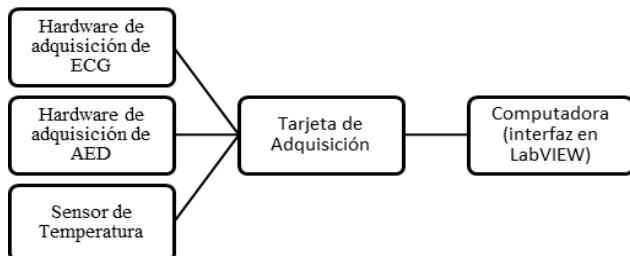 Hardware de
adquisición de
ECG
Hardware de
adquisición de
AED
Sensor de
Temperatura
Tarjeta de
Adquisición
Computadora
(interfaz en
LabVIEW)